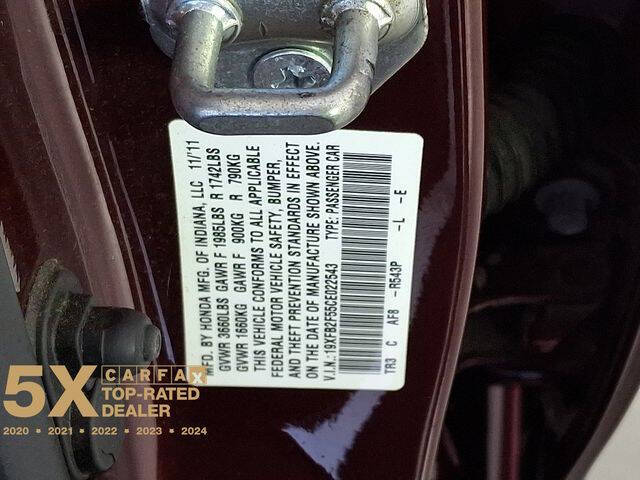 MFD. BY HONDA MFG. OF INDIANA, LLC 11/11
GVWR 3660LBS GAWR F 1985LBS R 1742LBS
GVWR 1660KG GAWR F 900KG R 790KG
THIS VEHICLE CONFORMS TO ALL APPLICABLE
FEDERAL MOTOR VEHICLE SAFETY, BUMPER,
AND THEFT PREVENTION STANDARDS IN EFFECT
ON THE DATE OF MANUFACTURE SHOWN ABOVE.
V.I.N.:19XFB2F55CE022543 TYPE: PASSENGER CAR
TR3 C AF8 -R543P -L -E
5X
CARFAX
TOP-RATED
DEALER
2020 • 2021 • 2022 • 2023 • 2024